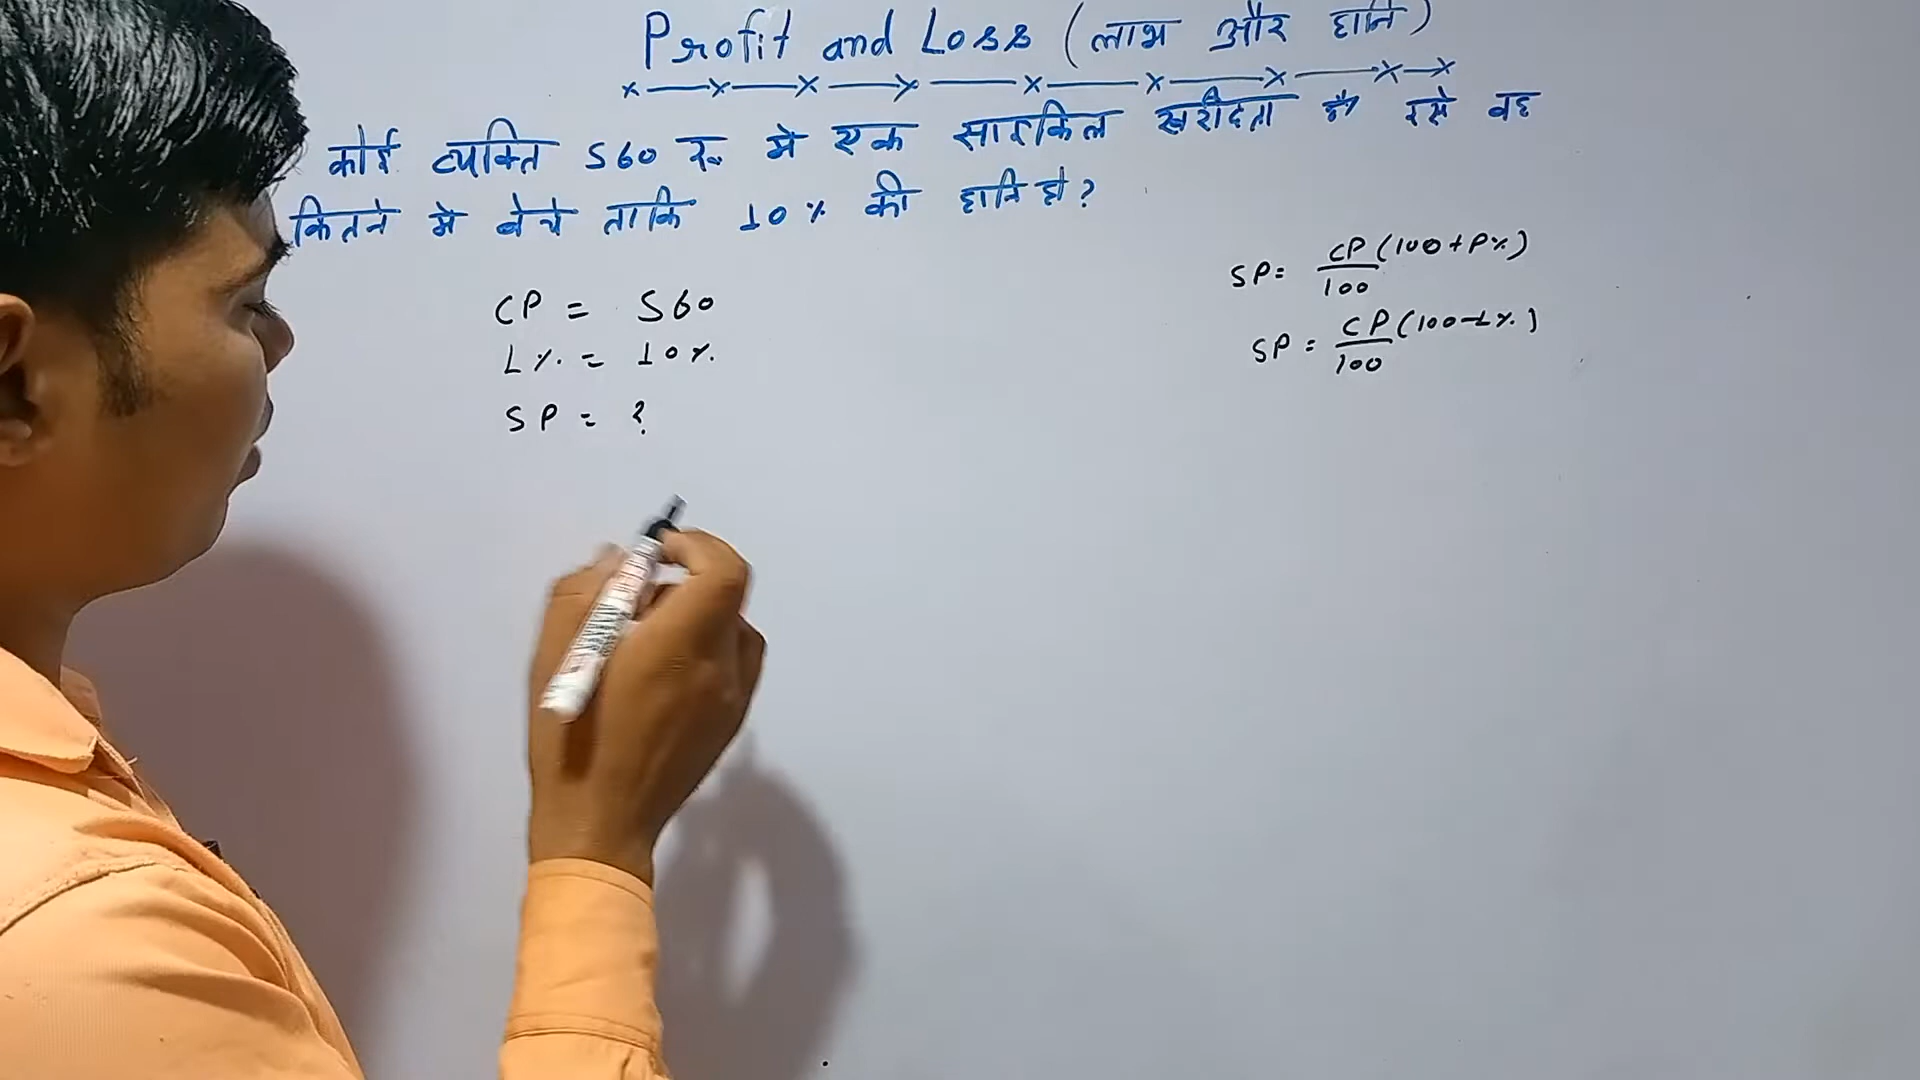 Profit and Loss (लाभ और हानि)
कोई व्यक्ति 560 रु॰ मे एक साइकिल खरीदता है इसे वह
कितने मे बेचे ताकि 10% की हानि हो?
CP = 560
L% = 10%.
SP = ?
SP = CP/100 (100+P%)
SP = CP/100 (100-L%)